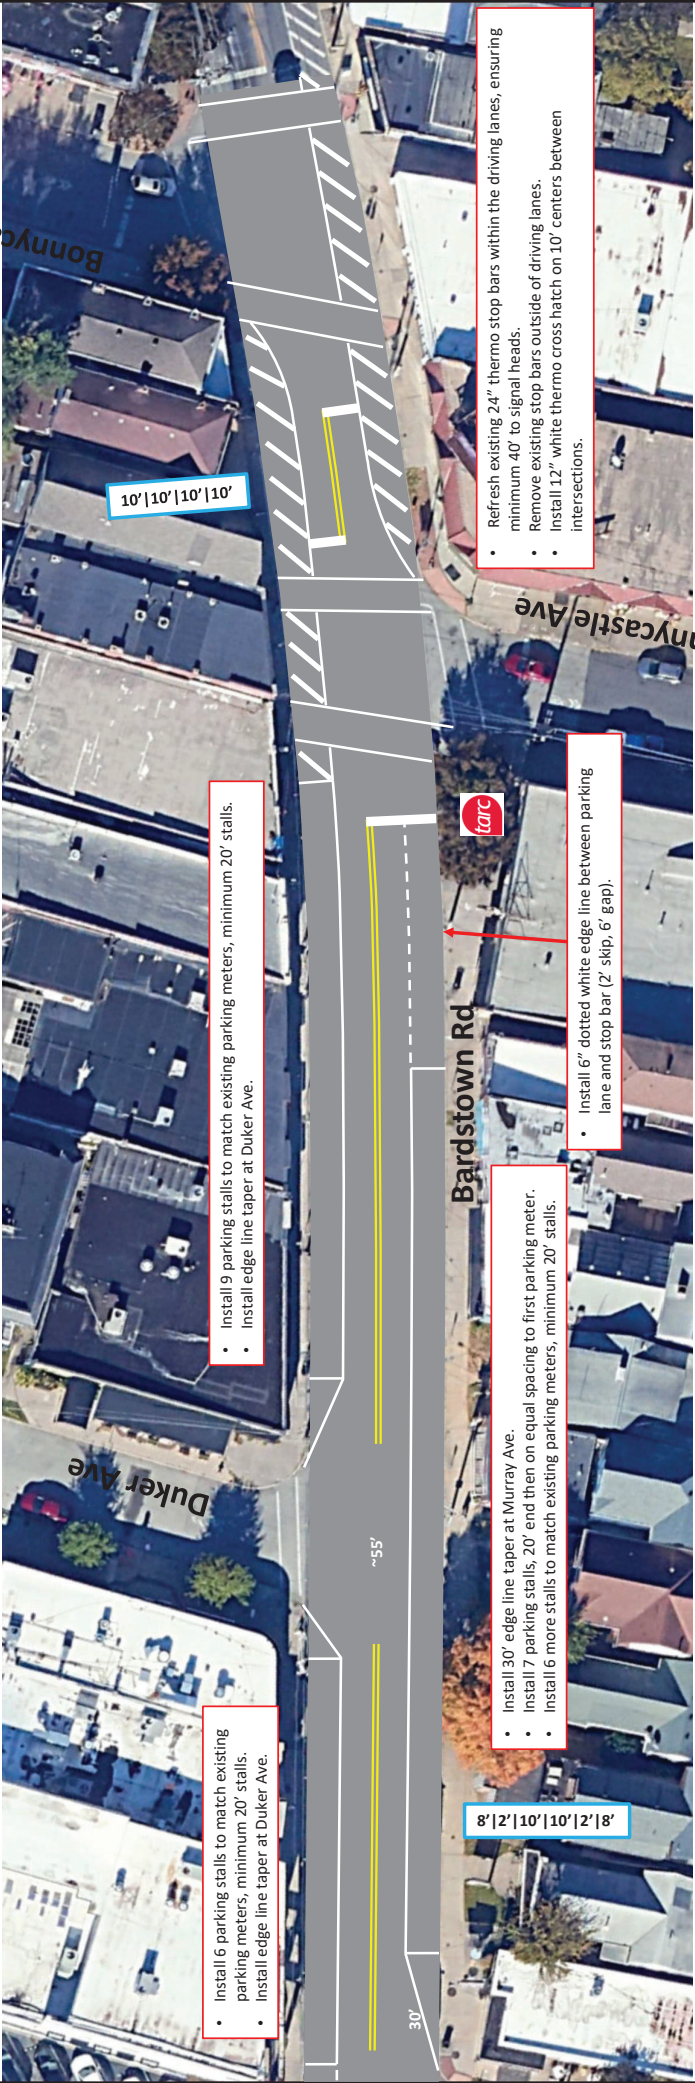 Bonnyca
10'|10'|10'|10'
• Refresh existing 24" thermo stop bars within the driving lanes, ensuring
minimum 40' to signal heads.
• Remove existing stop bars outside of driving lanes.
• Install 12" white thermo cross hatch on 10' centers between
intersections.
nnycastle Ave
tarc
• Install 9 parking stalls to match existing parking meters, minimum 20' stalls.
• Install edge line taper at Duker Ave.
• Install 6" dotted white edge line between parking
lane and stop bar (2' skip, 6' gap).
Bardstown Rd
• Install 30' edge line taper at Murray Ave.
• Install 7 parking stalls, 20' end then on equal spacing to first parking meter.
• Install 6 more stalls to match existing parking meters, minimum 20' stalls.
Duker Ave
~55'
• Install 6 parking stalls to match existing
parking meters, minimum 20' stalls.
• Install edge line taper at Duker Ave.
8'|2'|10'|10'|2'|8'
30'